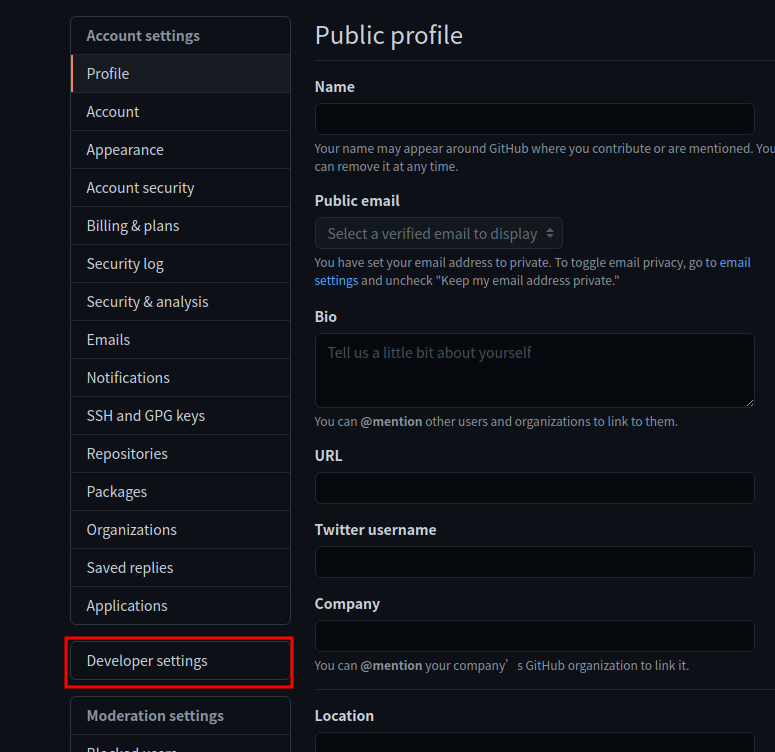 Account settings
Profile
Account
Appearance
Account security
Billing & plans
Security log
Security & analysis
Emails
Notifications
SSH and GPG keys
Repositories
Packages
Organizations
Saved replies
Applications
Developer settings
Moderation settings
Blocked users
Public profile
Name
Your name may appear around GitHub where you contribute or are mentioned. You
can remove it at any time.
Public email
Select a verified email to display
You have set your email address to private. To toggle email privacy, go to email
settings and uncheck "Keep my email address private."
Bio
Tell us a little bit about yourself
You can @mention other users and organizations to link to them.
URL
Twitter username
Company
You can @mention your company’s GitHub organization to link it.
Location